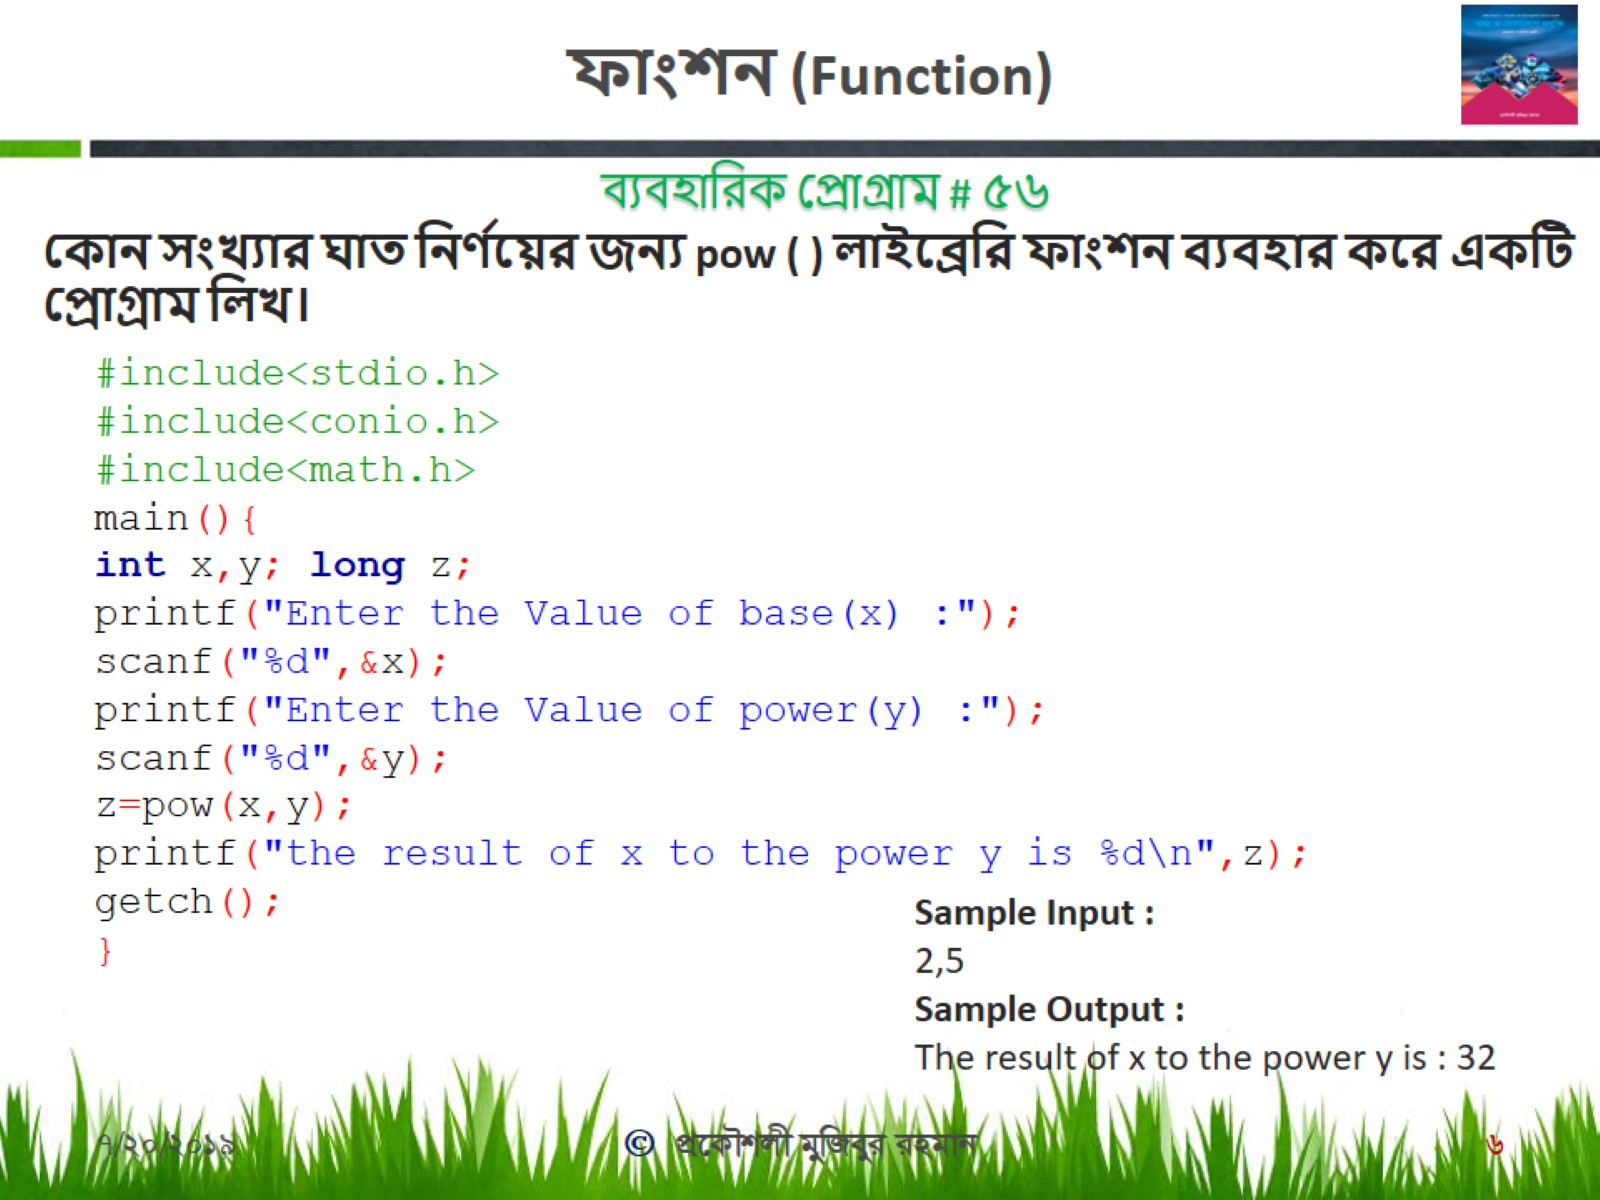 ফাংশন (Function)
ব্যবহারিক প্রোগ্রাম # ৫৬
কোন সংখ্যার ঘাত নির্ণয়ের জন্য pow ( ) লাইব্রেরি ফাংশন ব্যবহার করে একটি
প্রোগ্রাম লিখ।
#include<stdio.h>
#include<conio.h>
#include<math.h>
main(){
int x,y; long z;
printf("Enter the Value of base(x) :");
scanf("%d",&x);
printf("Enter the Value of power(y) :");
scanf("%d",&y);
z=pow(x,y);
printf("the result of x to the power y is %d\n",z);
getch();
}
Sample Input :
2,5
Sample Output :
The result of x to the power y is : 32
৭/২০/২০১৯
© প্রকৌশলী মুজিবুর রহমান
৬